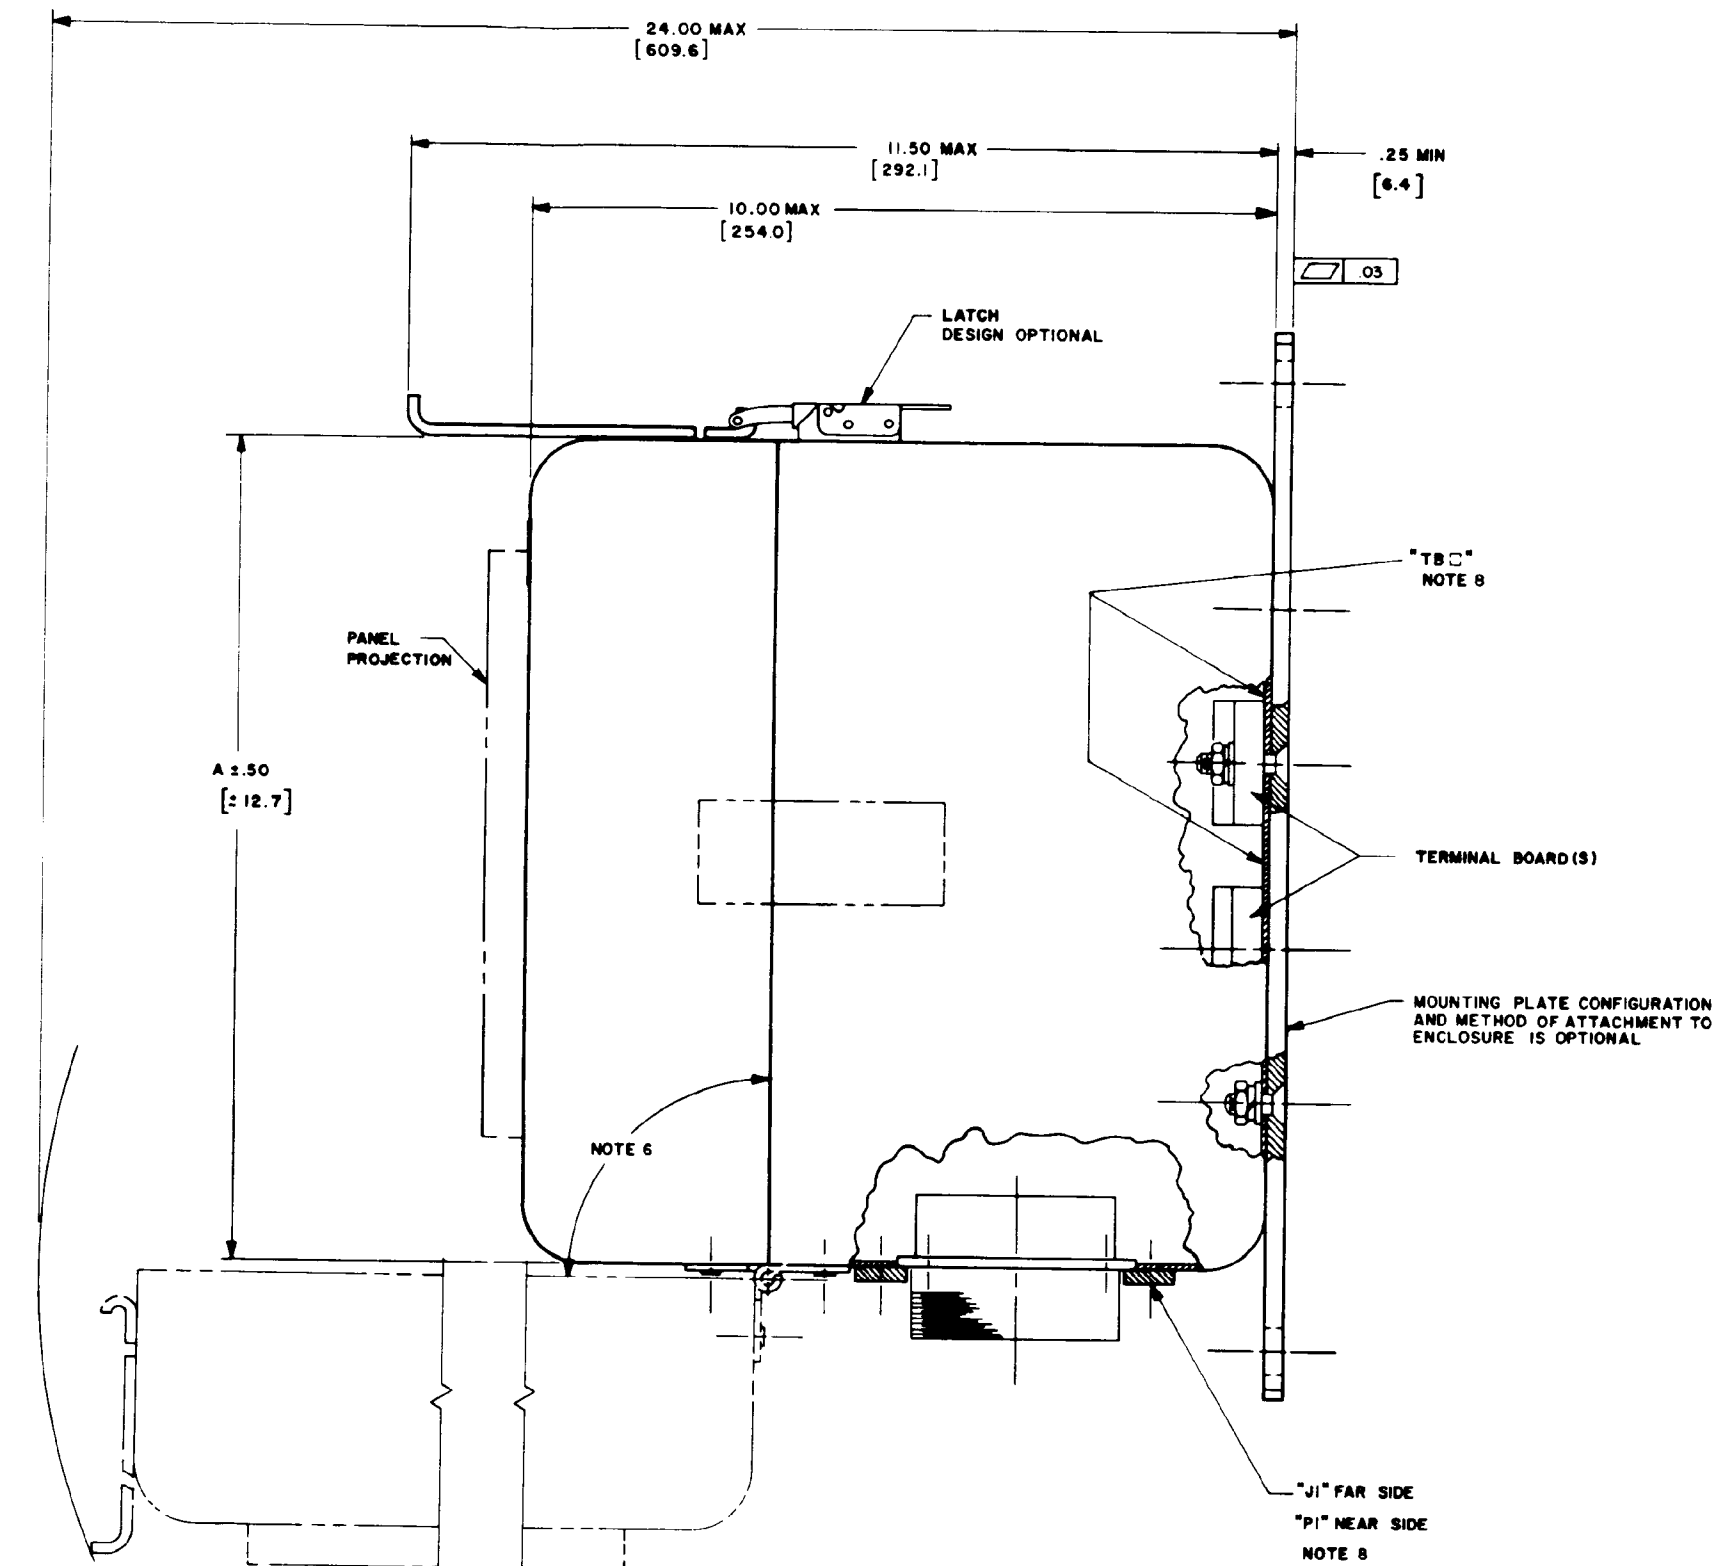 24.00 MAX
[609.6]
11.50 MAX
[292.1]
.25 MIN
[6.4]
10.00 MAX
[254.0]
.03
LATCH
DESIGN OPTIONAL
"TB□"
NOTE 8
PANEL
PROJECTION
A ±.50
[±12.7]
TERMINAL BOARD(S)
MOUNTING PLATE CONFIGURATION
AND METHOD OF ATTACHMENT TO
ENCLOSURE IS OPTIONAL
NOTE 6
"J1" FAR SIDE
"P1" NEAR SIDE
NOTE 8